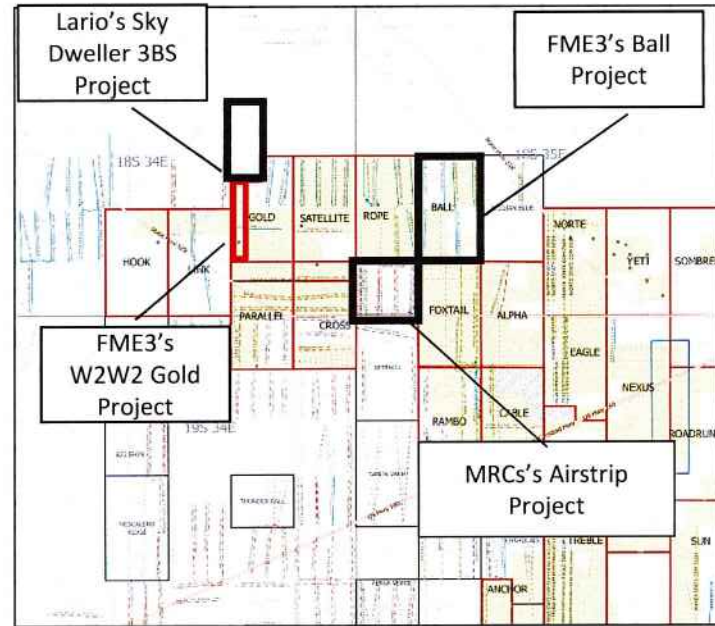 Lario's Sky
Dweller 3BS
Project
FME3's Ball
Project
18S 34E
18S 35E
GOLD
SATELLITE
ROPE
BALL
NORTE
HOOK
LINK
YETI
SOMBRE
PARALLEL
CROSS
FOXTAIL
ALPHA
FME3's
W2W2 Gold
Project
EAGLE
NEXUS
19S 34E
RAMBO
CABLE
ROADRUN
MRCs's Airstrip
Project
MESCALERO
RIDGE
THUNDER BALL
TREBLE
SUN
ANCHOR